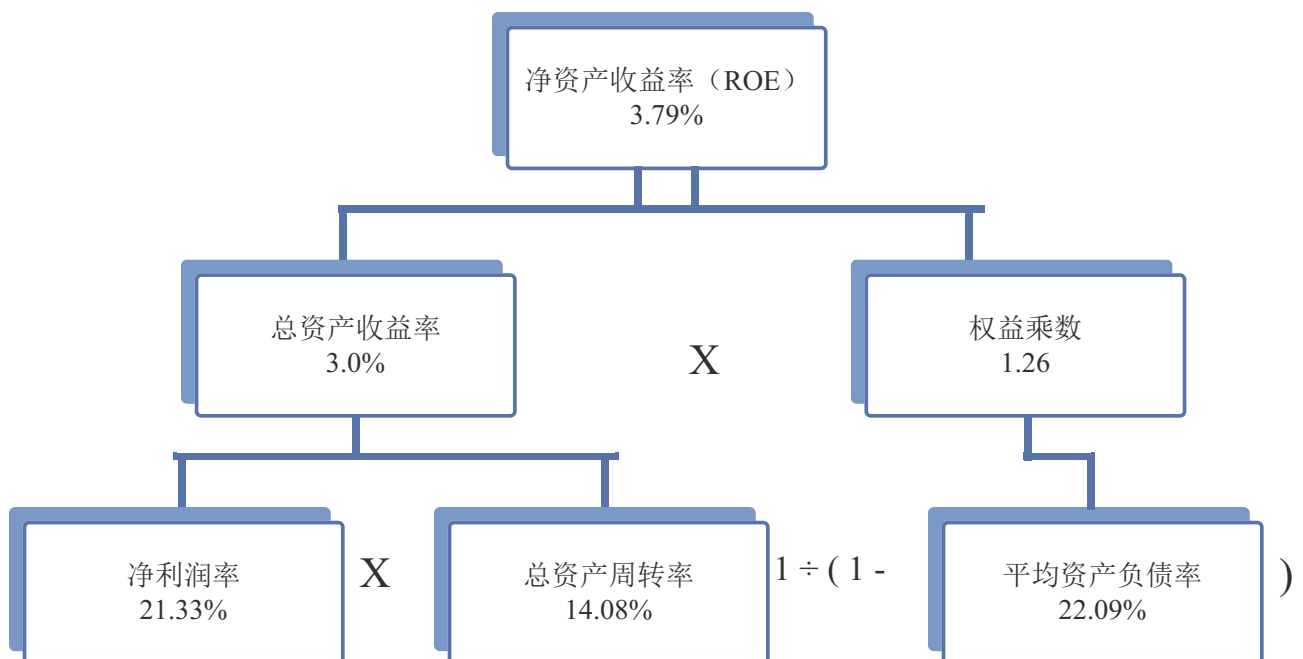 净资产收益率（ROE）
3.79%
总资产收益率
3.0%
X
权益乘数
1.26
净利润率
21.33%
X
总资产周转率
14.08%
1 ÷ ( 1 -
平均资产负债率
22.09%
)